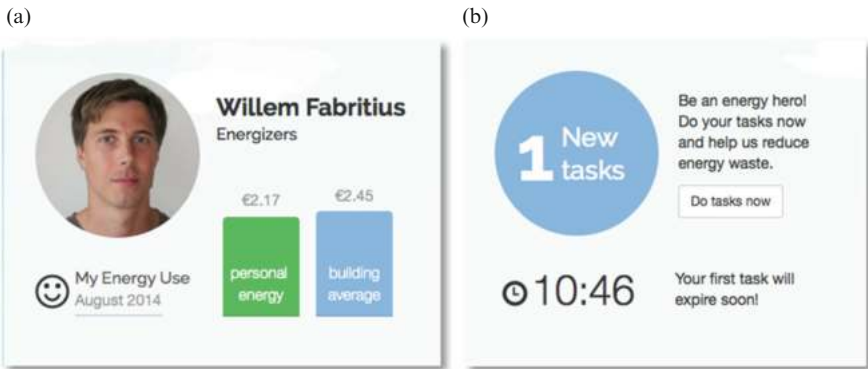 (a)
Willem Fabritius
Energizers
€2.17
€2.45
personal
energy
building
average
My Energy Use
August 2014
(b)
1 New
tasks
Be an energy hero!
Do your tasks now
and help us reduce
energy waste.
Do tasks now
10:46
Your first task will
expire soon!